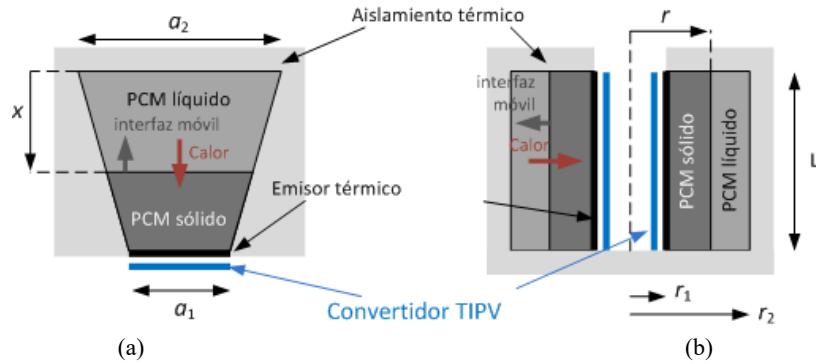 a₂
Aislamiento térmico
r
x
PCM líquido
interfaz móvil
Calor
PCM sólido
Emisor térmico
interfaz
móvil
Calor
PCM sólido
PCM líquido
L
a₁
Convertidor TIPV
r₁
r₂
(a)
(b)